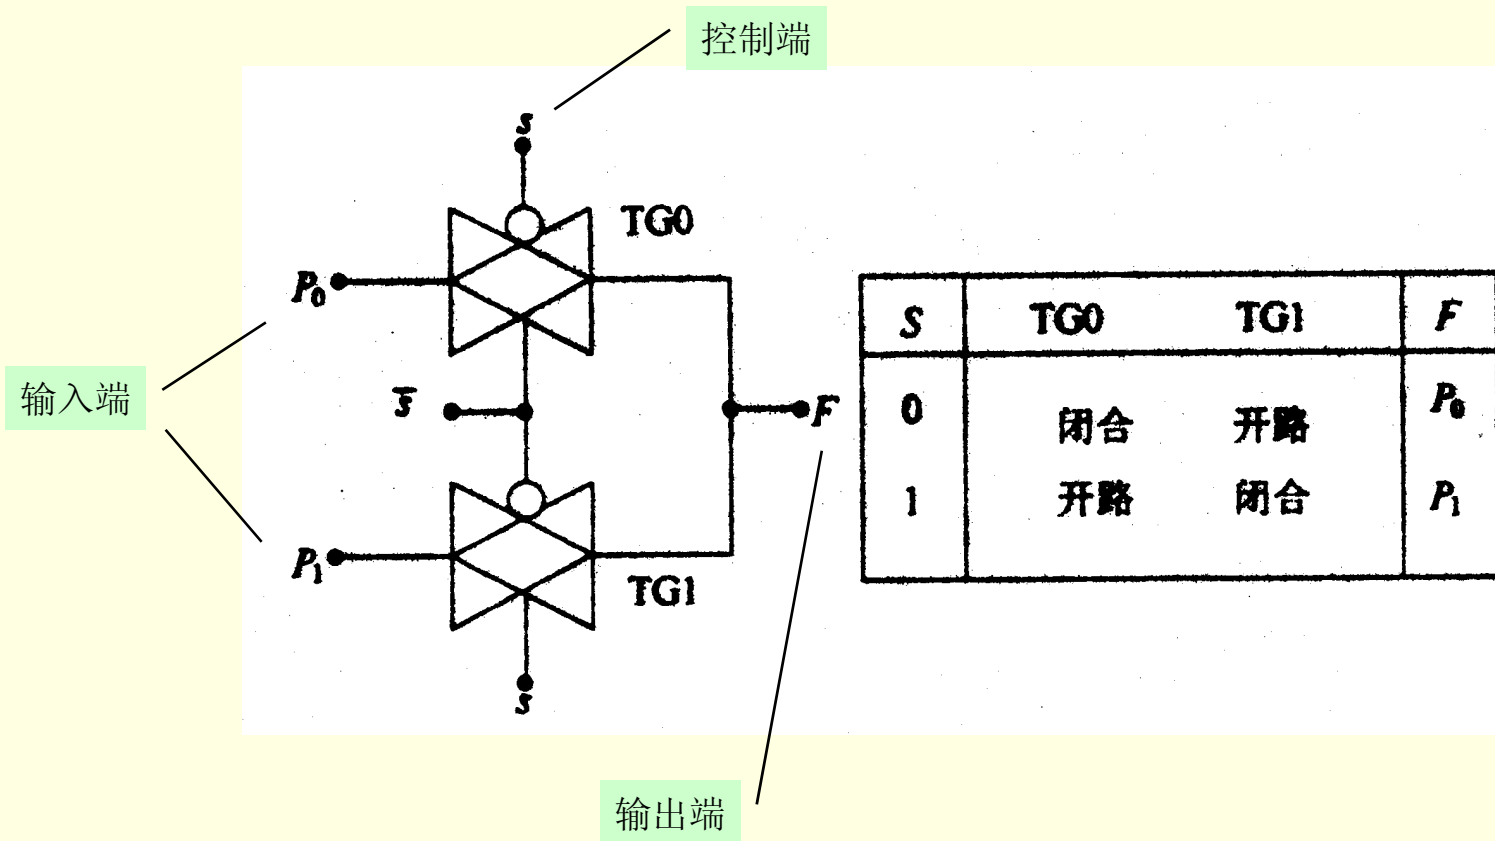 控制端
s
TG0
P₀
输入端
s̅
F
P₁
TG1
s
输出端
S TG0 TG1 F
0 闭合 开路 P₀
1 开路 闭合 P₁